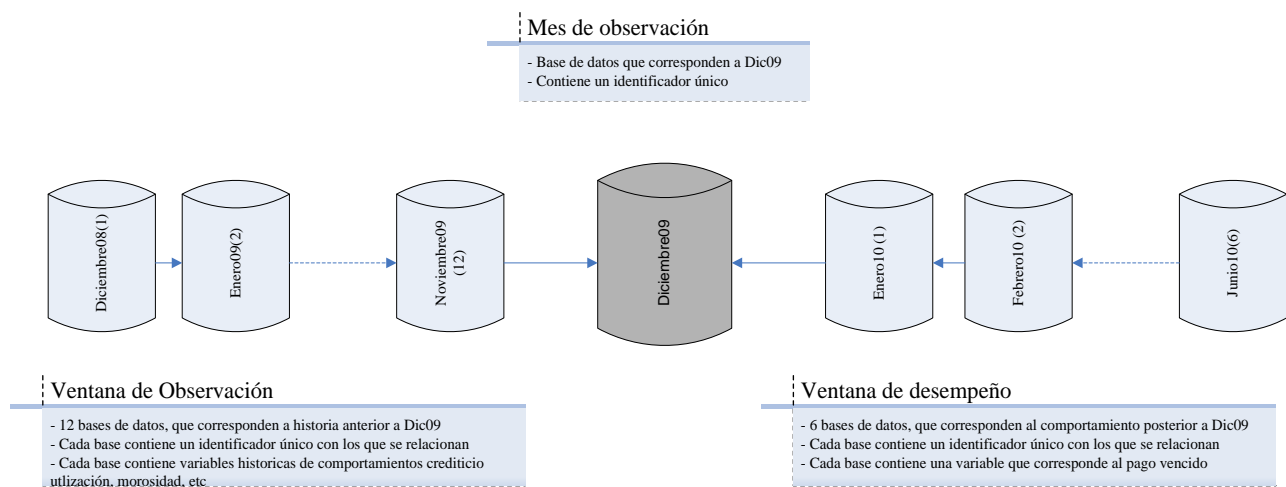 Mes de observación
- Base de datos que corresponden a Dic09
- Contiene un identificador único
Diciembre08(1)
Enero09(2)
Noviembre09
(12)
Diciembre09
Enero10 (1)
Febrero10 (2)
Junio10(6)
Ventana de Observación
- 12 bases de datos, que corresponden a historia anterior a Dic09
- Cada base contiene un identificador único con los que se relacionan
- Cada base contiene variables historicas de comportamientos crediticio
utlización, morosidad, etc
Ventana de desempeño
- 6 bases de datos, que corresponden al comportamiento posterior a Dic09
- Cada base contiene un identificador único con los que se relacionan
- Cada base contiene una variable que corresponde al pago vencido